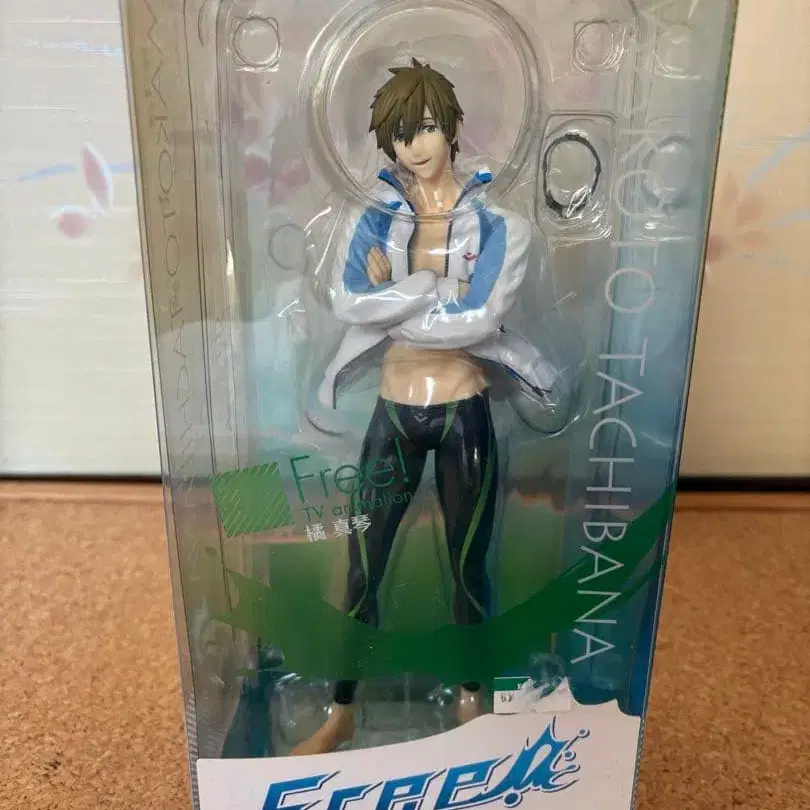 MAKOTO TACHIBANA
Free!
TV animation
橘 真琴
Free!